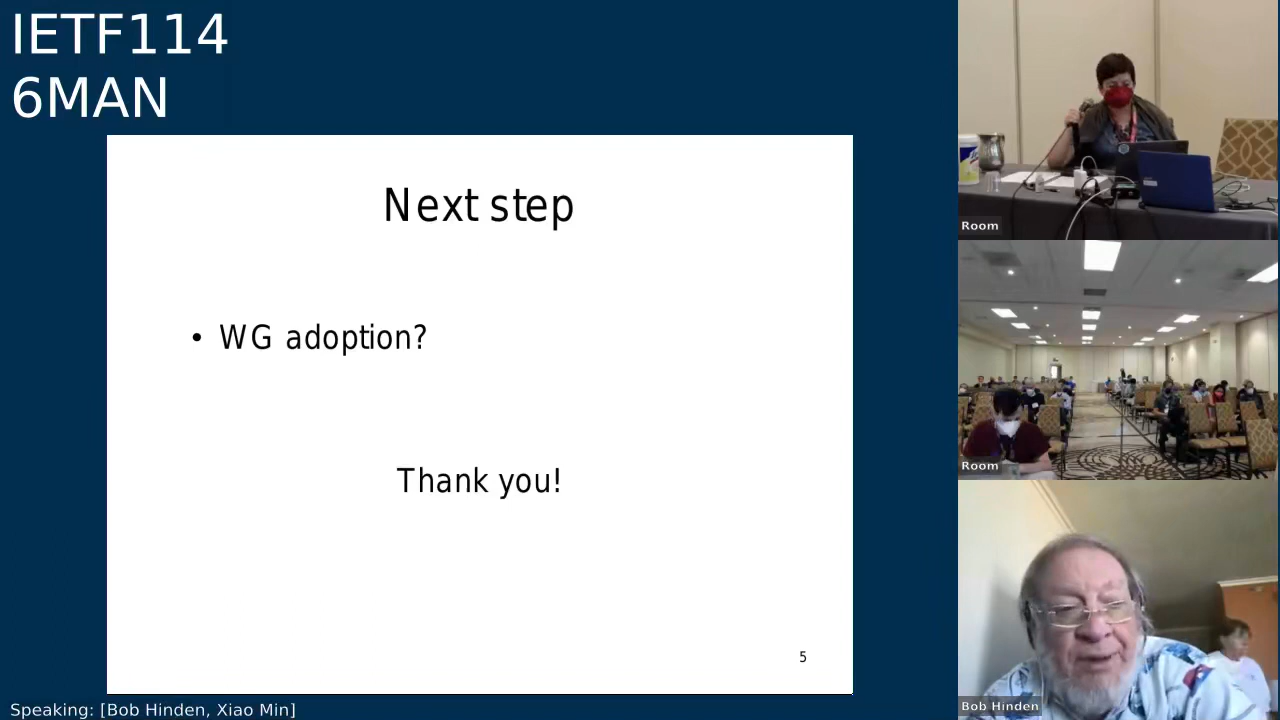 IETF114
6MAN
Next step
• WG adoption?
Thank you!
5
Room
Room
Bob Hinden
Speaking: [Bob Hinden, Xiao Min]